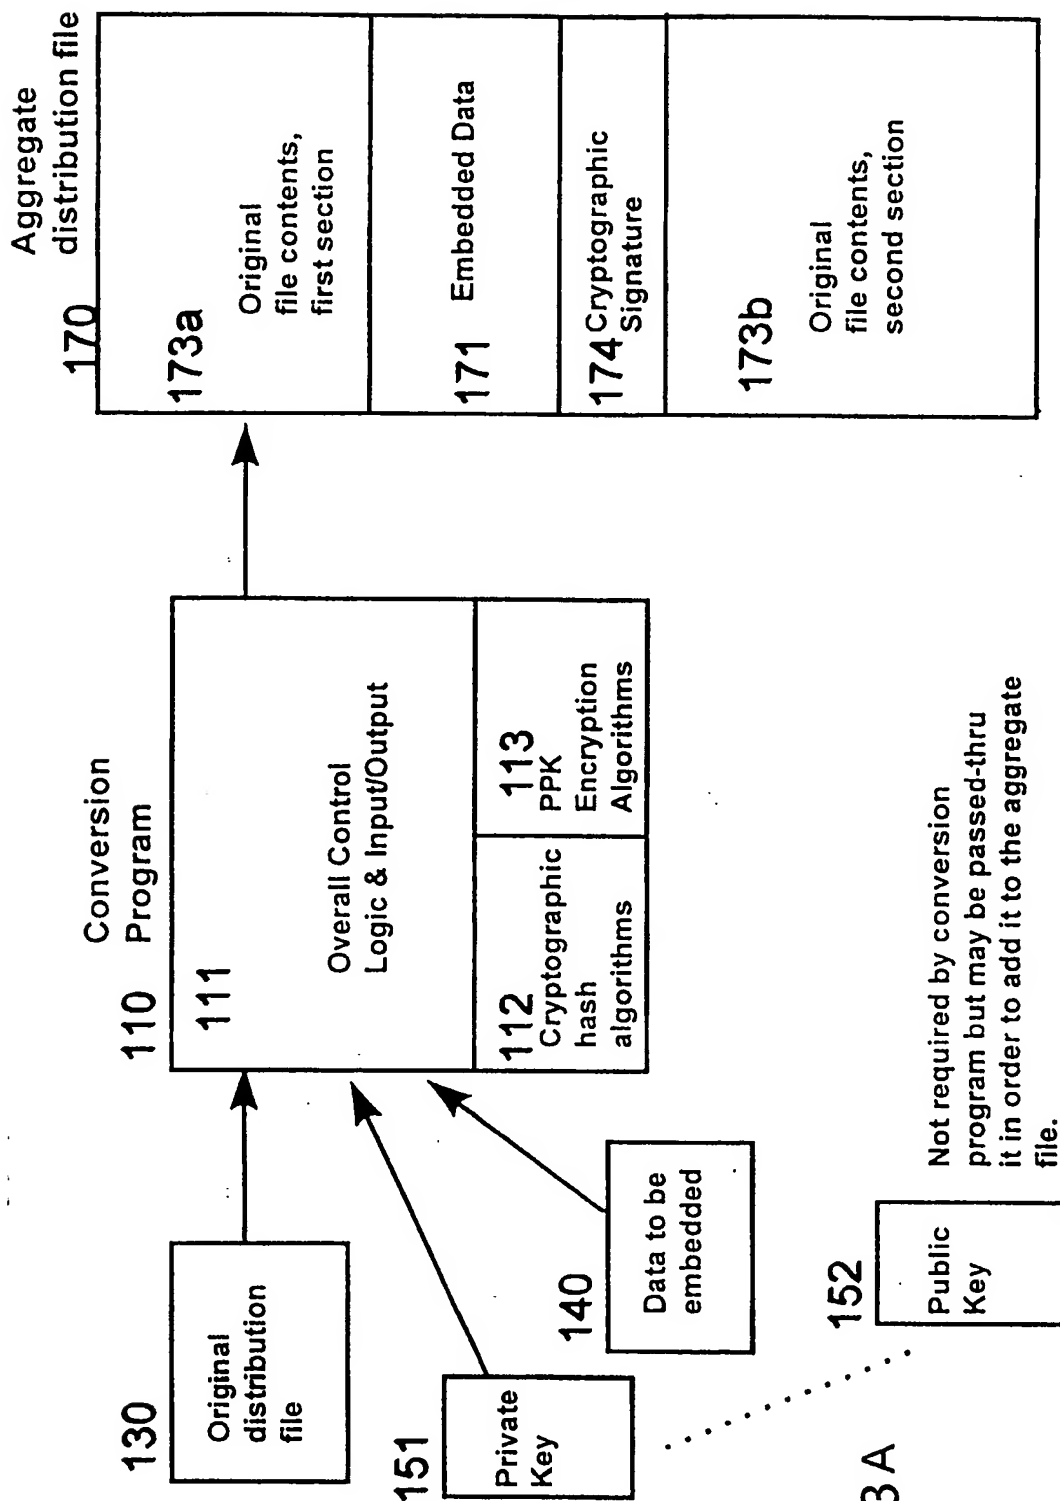 130
Original
distribution
file
151
Private
Key
140
Data to be
embedded
152
Public
Key
Not required by conversion
program but may be passed-thru
it in order to add it to the aggregate
file.
Conversion
110 Program
111
Overall Control
Logic & Input/Output
112
Cryptographic
hash
algorithms
113
PPK
Encryption
Algorithms
Aggregate
distribution file
170
173a
Original
file contents,
first section
171 Embedded Data
174 Cryptographic
Signature
173b
Original
file contents,
second section
3A